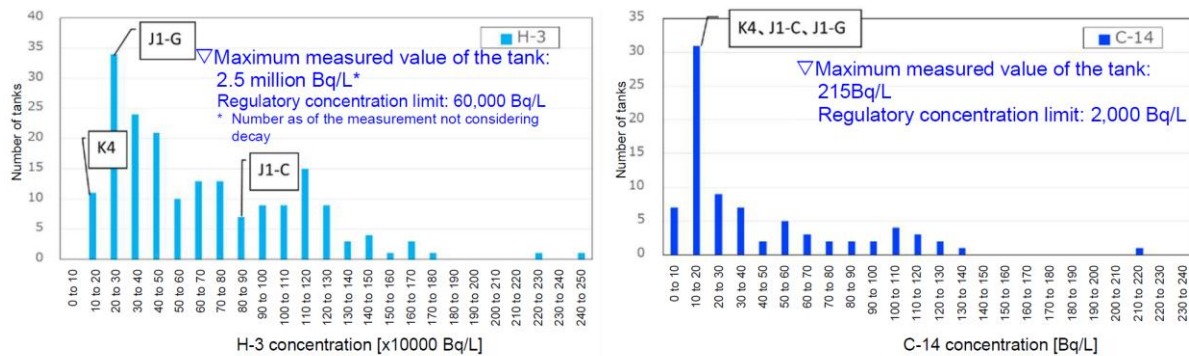 40
35
30
25
20
15
10
5
0
Number of tanks
J1-G
K4
J1-C
H-3
▽Maximum measured value of the tank:
2.5 million Bq/L*
Regulatory concentration limit: 60,000 Bq/L
* Number as of the measurement not considering
decay
0 to 10
10 to 20
20 to 30
30 to 40
40 to 50
50 to 60
60 to 70
70 to 80
80 to 90
90 to 100
100 to 110
110 to 120
120 to 130
130 to 140
140 to 150
150 to 160
160 to 170
170 to 180
180 to 190
190 to 200
200 to 210
210 to 220
220 to 230
230 to 240
240 to 250
H-3 concentration [x10000 Bq/L]
35
30
25
20
15
10
5
0
Number of tanks
K4、J1-C、J1-G
C-14
▽Maximum measured value of the tank:
215Bq/L
Regulatory concentration limit: 2,000 Bq/L
0 to 10
10 to 20
20 to 30
30 to 40
40 to 50
50 to 60
60 to 70
70 to 80
80 to 90
90 to 100
100 to 110
110 to 120
120 to 130
130 to 140
140 to 150
150 to 160
160 to 170
170 to 180
180 to 190
190 to 200
200 to 210
210 to 220
220 to 230
230 to 240
C-14 concentration [Bq/L]